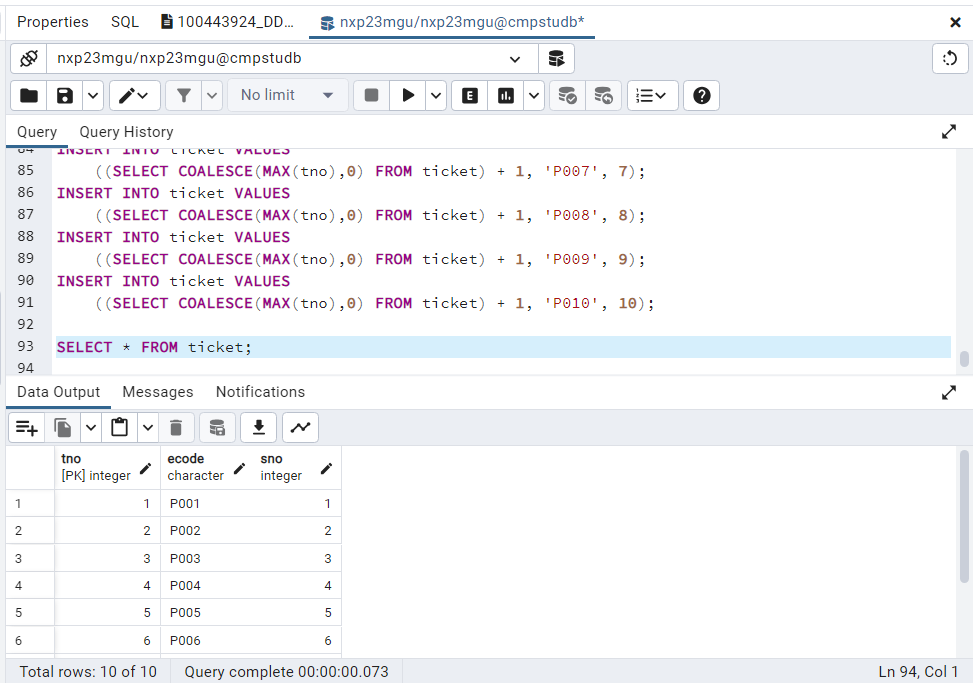 Properties SQL 100443924_DD... nxp23mgu/nxp23mgu@cmpstudb*
nxp23mgu/nxp23mgu@cmpstudb
No limit
Query Query History
84 INSERT INTO ticket VALUES
85 ((SELECT COALESCE(MAX(tno),0) FROM ticket) + 1, 'P007', 7);
86 INSERT INTO ticket VALUES
87 ((SELECT COALESCE(MAX(tno),0) FROM ticket) + 1, 'P008', 8);
88 INSERT INTO ticket VALUES
89 ((SELECT COALESCE(MAX(tno),0) FROM ticket) + 1, 'P009', 9);
90 INSERT INTO ticket VALUES
91 ((SELECT COALESCE(MAX(tno),0) FROM ticket) + 1, 'P010', 10);
92
93 SELECT * FROM ticket;
94
Data Output Messages Notifications
tno ecode sno
[PK] integer character integer
1 1 P001 1
2 2 P002 2
3 3 P003 3
4 4 P004 4
5 5 P005 5
6 6 P006 6
Total rows: 10 of 10 Query complete 00:00:00.073 Ln 94, Col 1